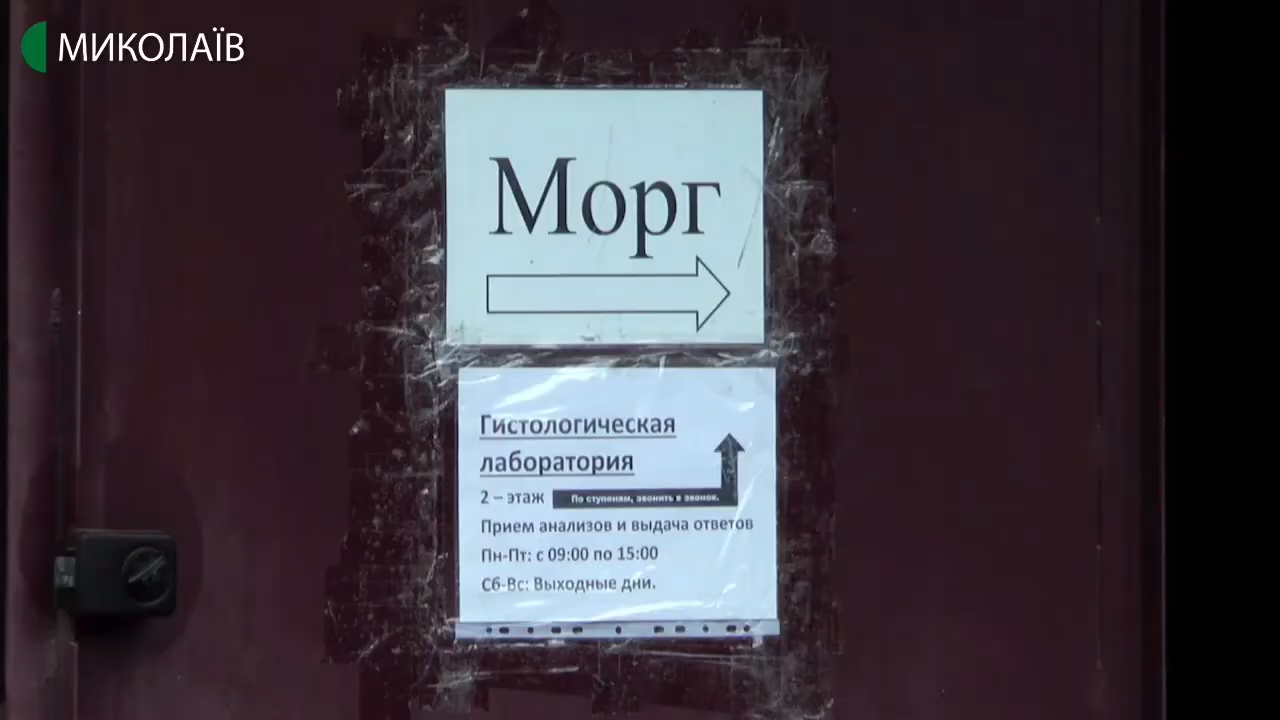 МИКОЛАЇВ
Морг
Гистологическая
лаборатория
2 – этаж
По ступеням, звонить в звонок.
Прием анализов и выдача ответов
Пн-Пт: с 09:00 по 15:00
Сб-Вс: Выходные дни.